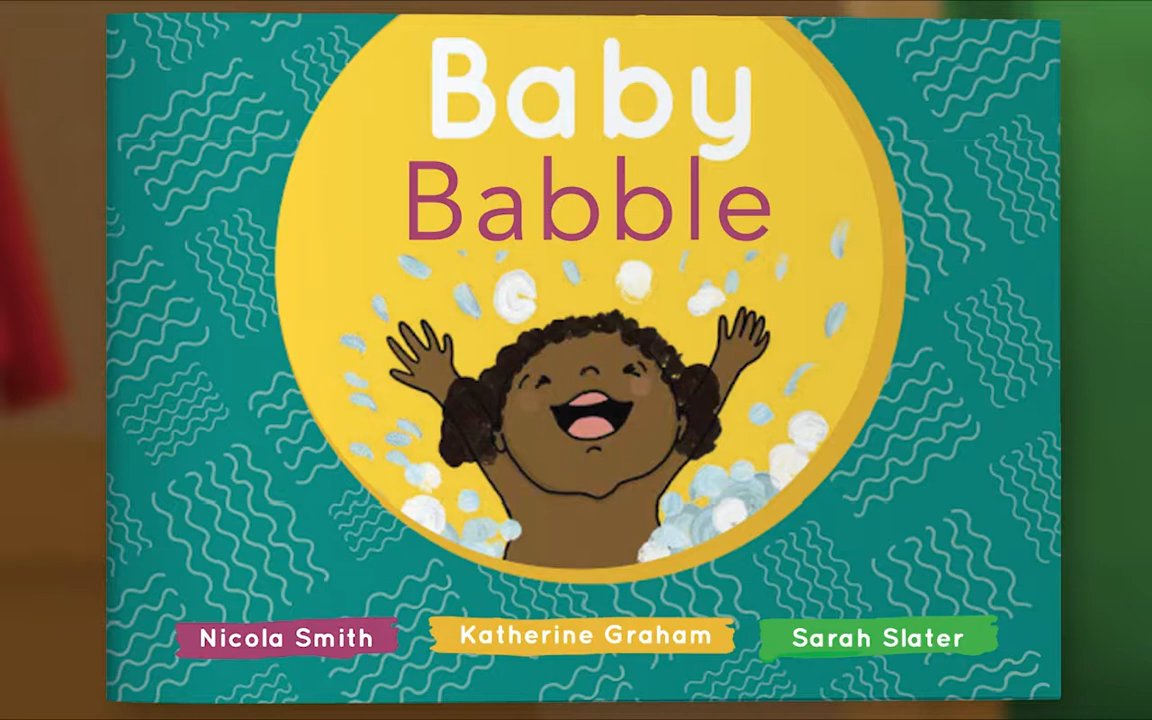 Baby
Babble
Nicola Smith
Katherine Graham
Sarah Slater